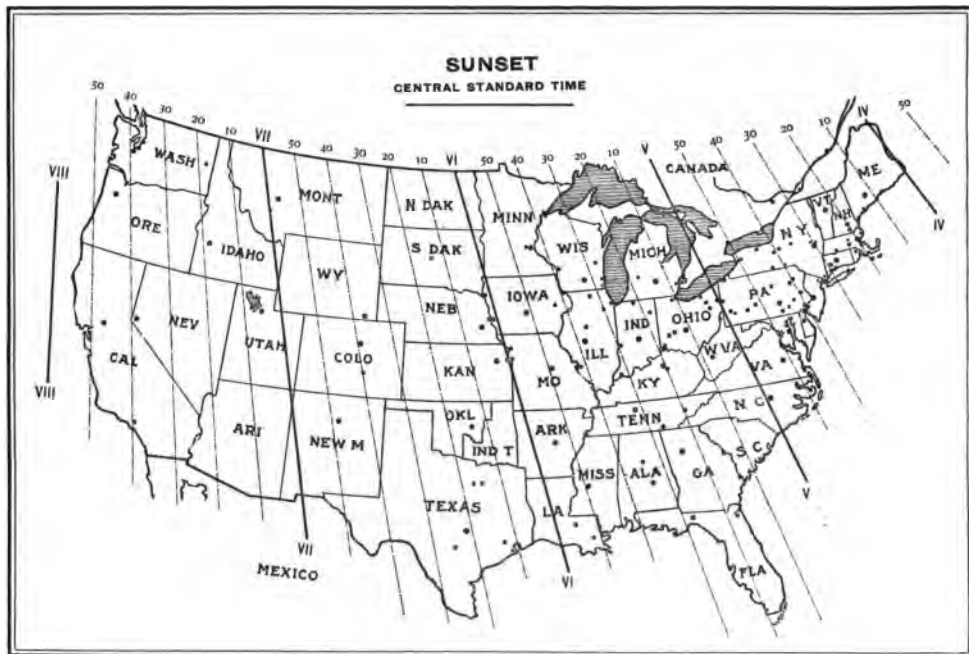 SUNSET
CENTRAL STANDARD TIME
50 40 30 20 10 VII 50 40 30 20 10 VI 50 40 30 20 10 V 50 40 30 20 10 IV 50
VIII
WASH
MONT
N DAK
MINN
CANADA
ME
VT
NH
IV
ORE
IDAHO
S DAK
WIS
MICH
N Y
WY
IOWA
PA
NEB
OHIO
NEV
UTAH
COLO
ILL
IND
W VA
CAL
KAN
MO
VA
VIII
KY
N C
TENN
ARI
NEW M
OKL
IND T
ARK
S C
MISS
ALA
GA
V
TEXAS
LA
VII
MEXICO
VI
FLA